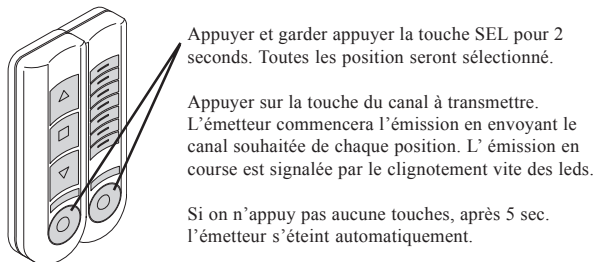 Appuyer et garder appuyer la touche SEL pour 2
seconds. Toutes les position seront sélectionné.
Appuyer sur la touche du canal à transmettre.
L'émetteur commencera l'émission en envoyant le
canal souhaitée de chaque position. L' émission en
course est signalée par le clignotement vite des leds.
Si on n'appuy pas aucune touches, après 5 sec.
l'émetteur s'éteint automatiquement.